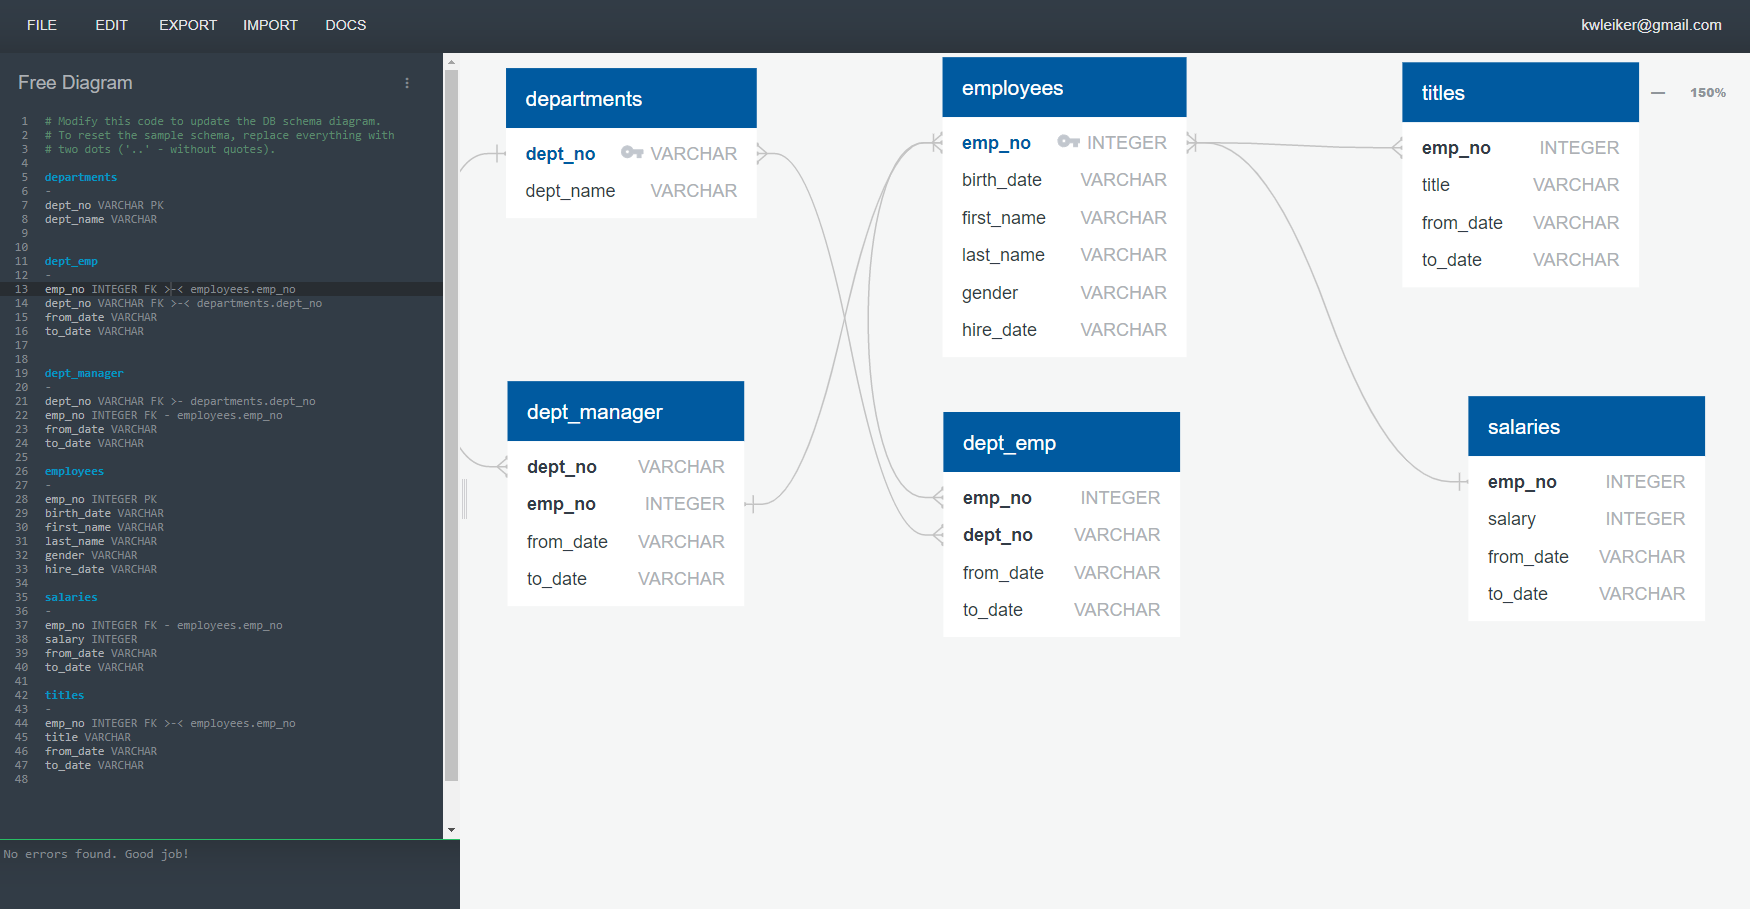 FILE EDIT EXPORT IMPORT DOCS kwleiker@gmail.com
Free Diagram
1 # Modify this code to update the DB schema diagram.
2 # To reset the sample schema, replace everything with
3 # two dots ('..' - without quotes).
4
5 departments
6 -
7 dept_no VARCHAR PK
8 dept_name VARCHAR
9
10
11 dept_emp
12 -
13 emp_no INTEGER FK >-< employees.emp_no
14 dept_no VARCHAR FK >-< departments.dept_no
15 from_date VARCHAR
16 to_date VARCHAR
17
18
19 dept_manager
20 -
21 dept_no VARCHAR FK >- departments.dept_no
22 emp_no INTEGER FK - employees.emp_no
23 from_date VARCHAR
24 to_date VARCHAR
25
26 employees
27 -
28 emp_no INTEGER PK
29 birth_date VARCHAR
30 first_name VARCHAR
31 last_name VARCHAR
32 gender VARCHAR
33 hire_date VARCHAR
34
35 salaries
36 -
37 emp_no INTEGER FK - employees.emp_no
38 salary INTEGER
39 from_date VARCHAR
40 to_date VARCHAR
41
42 titles
43 -
44 emp_no INTEGER FK >-< employees.emp_no
45 title VARCHAR
46 from_date VARCHAR
47 to_date VARCHAR
48
No errors found. Good job!
departments
dept_no VARCHAR
dept_name VARCHAR
dept_manager
dept_no VARCHAR
emp_no INTEGER
from_date VARCHAR
to_date VARCHAR
employees
emp_no INTEGER
birth_date VARCHAR
first_name VARCHAR
last_name VARCHAR
gender VARCHAR
hire_date VARCHAR
dept_emp
emp_no INTEGER
dept_no VARCHAR
from_date VARCHAR
to_date VARCHAR
titles
emp_no INTEGER
title VARCHAR
from_date VARCHAR
to_date VARCHAR
150%
salaries
emp_no INTEGER
salary INTEGER
from_date VARCHAR
to_date VARCHAR